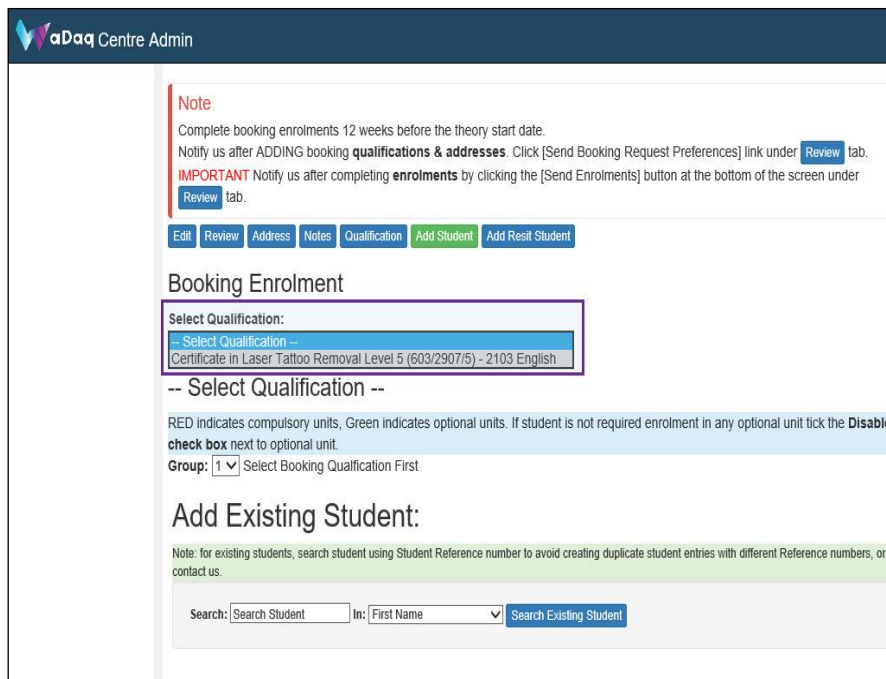 aDaq Centre Admin
Note
Complete booking enrolments 12 weeks before the theory start date.
Notify us after ADDING booking qualifications & addresses. Click [Send Booking Request Preferences] link under Review tab.
IMPORTANT Notify us after completing enrolments by clicking the [Send Enrolments] button at the bottom of the screen under
Review tab.
Edit Review Address Notes Qualification Add Student Add Resit Student
Booking Enrolment
Select Qualification:
-- Select Qualification --
Certificate in Laser Tattoo Removal Level 5 (603/2907/5) - 2103 English
-- Select Qualification --
RED indicates compulsory units, Green indicates optional units. If student is not required enrolment in any optional unit tick the Disable
check box next to optional unit.
Group: 1 Select Booking Qualfication First
Add Existing Student:
Note: for existing students, search student using Student Reference number to avoid creating duplicate student entries with different Reference numbers, or
contact us.
Search: Search Student In: First Name Search Existing Student